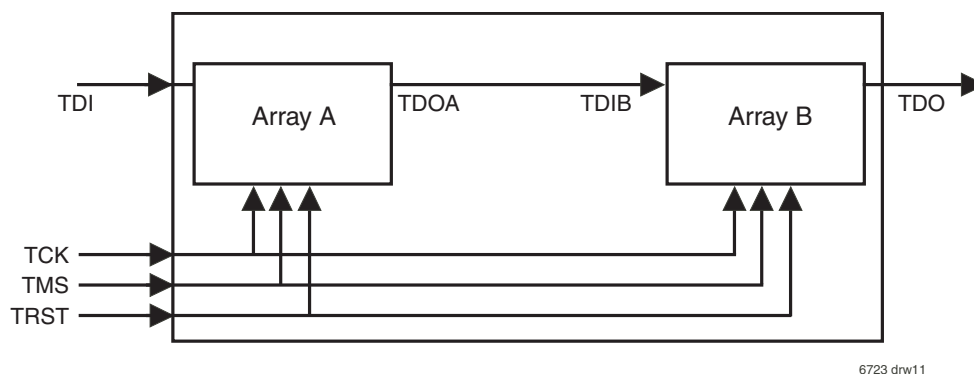 Array A
Array B
TDI
TDOA
TDIB
TDO
TCK
TMS
TRST
6723 drw11